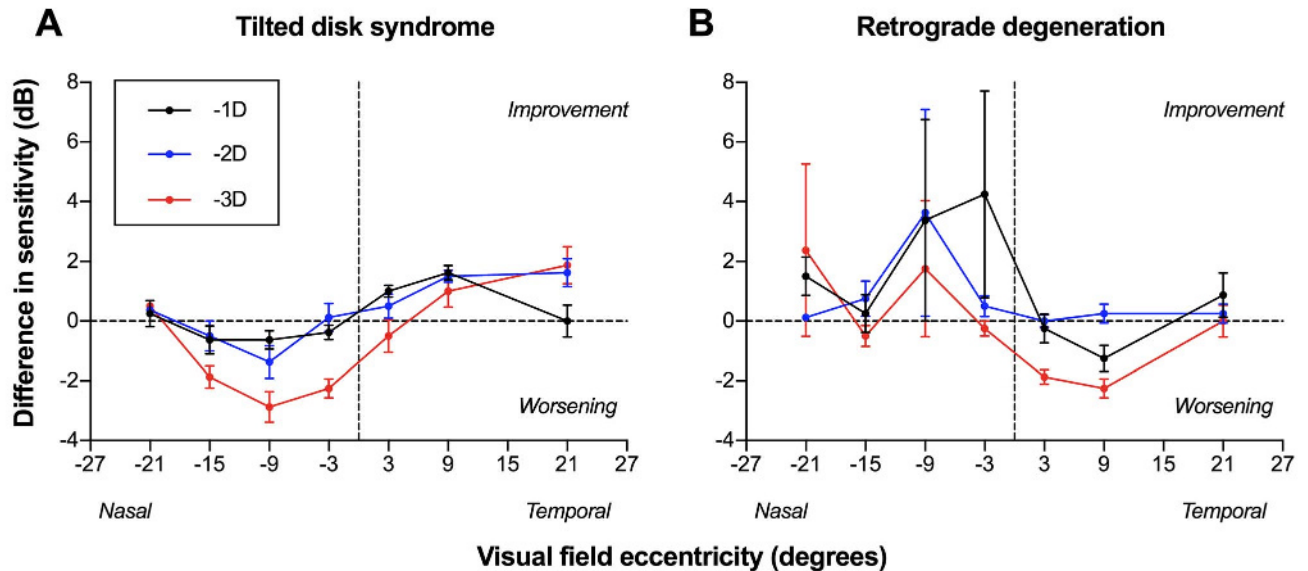 A Tilted disk syndrome
B Retrograde degeneration
Difference in sensitivity (dB)
8
6
4
2
0
-2
-4
-1D
-2D
-3D
Improvement
Worsening
-27 -21 -15 -9 -3 3 9 15 21 27
Nasal Temporal
8
6
4
2
0
-2
-4
Improvement
Worsening
-27 -21 -15 -9 -3 3 9 15 21 27
Nasal Temporal
Visual field eccentricity (degrees)